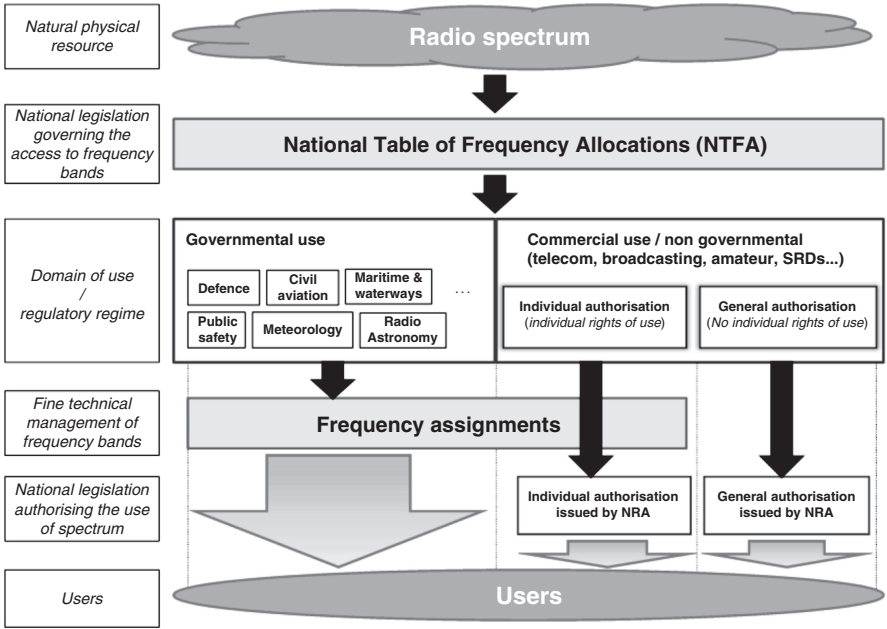 Natural physical
resource
Radio spectrum
National legislation
governing the
access to frequency
bands
National Table of Frequency Allocations (NTFA)
Domain of use
/
regulatory regime
Governmental use
Defence
Civil
aviation
Maritime &
waterways
...
Public
safety
Meteorology
Radio
Astronomy
Commercial use / non governmental
(telecom, broadcasting, amateur, SRDs...)
Individual authorisation
(individual rights of use)
General authorisation
(No individual rights of use)
Fine technical
management of
frequency bands
Frequency assignments
National legislation
authorising the use
of spectrum
Individual authorisation
issued by NRA
General authorisation
issued by NRA
Users
Users